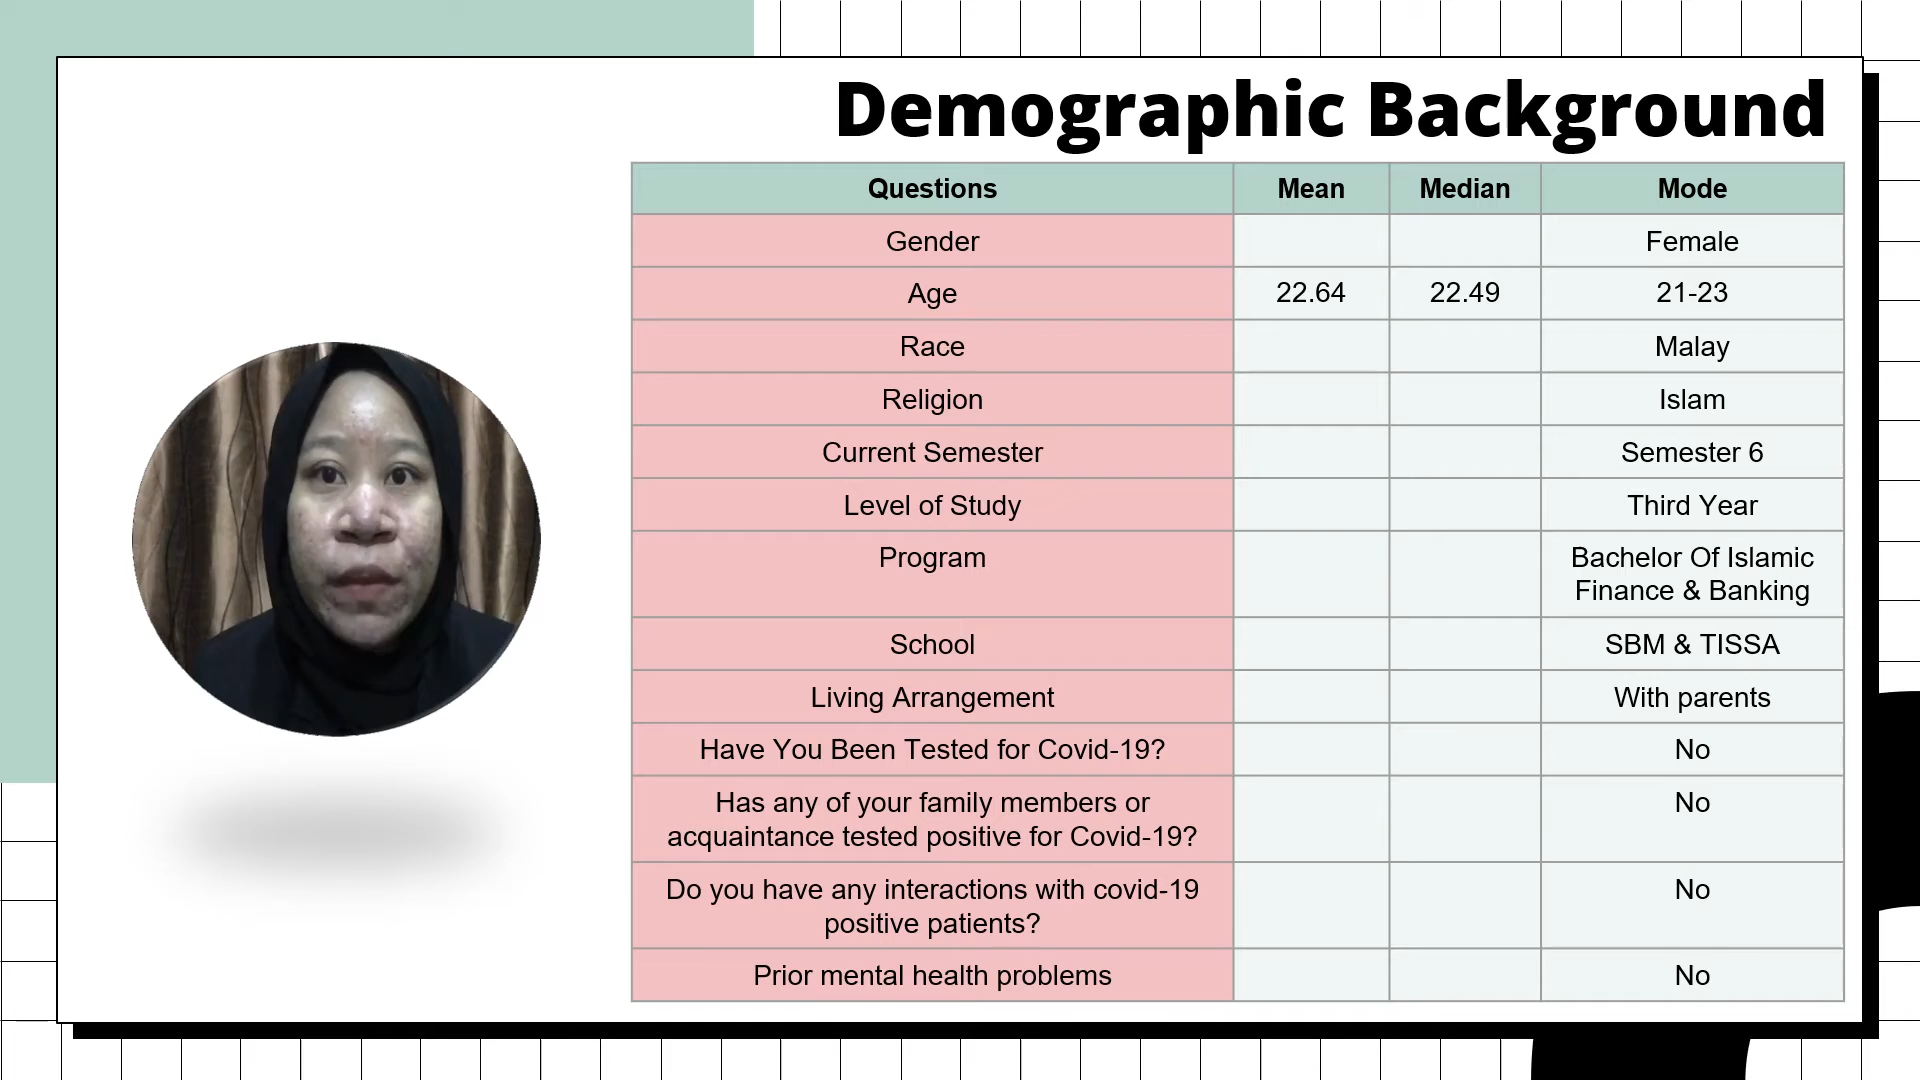 Demographic Background
Questions Mean Median Mode
Gender Female
Age 22.64 22.49 21-23
Race Malay
Religion Islam
Current Semester Semester 6
Level of Study Third Year
Program Bachelor Of Islamic
Finance & Banking
School SBM & TISSA
Living Arrangement With parents
Have You Been Tested for Covid-19? No
Has any of your family members or No
acquaintance tested positive for Covid-19?
Do you have any interactions with covid-19 No
positive patients?
Prior mental health problems No